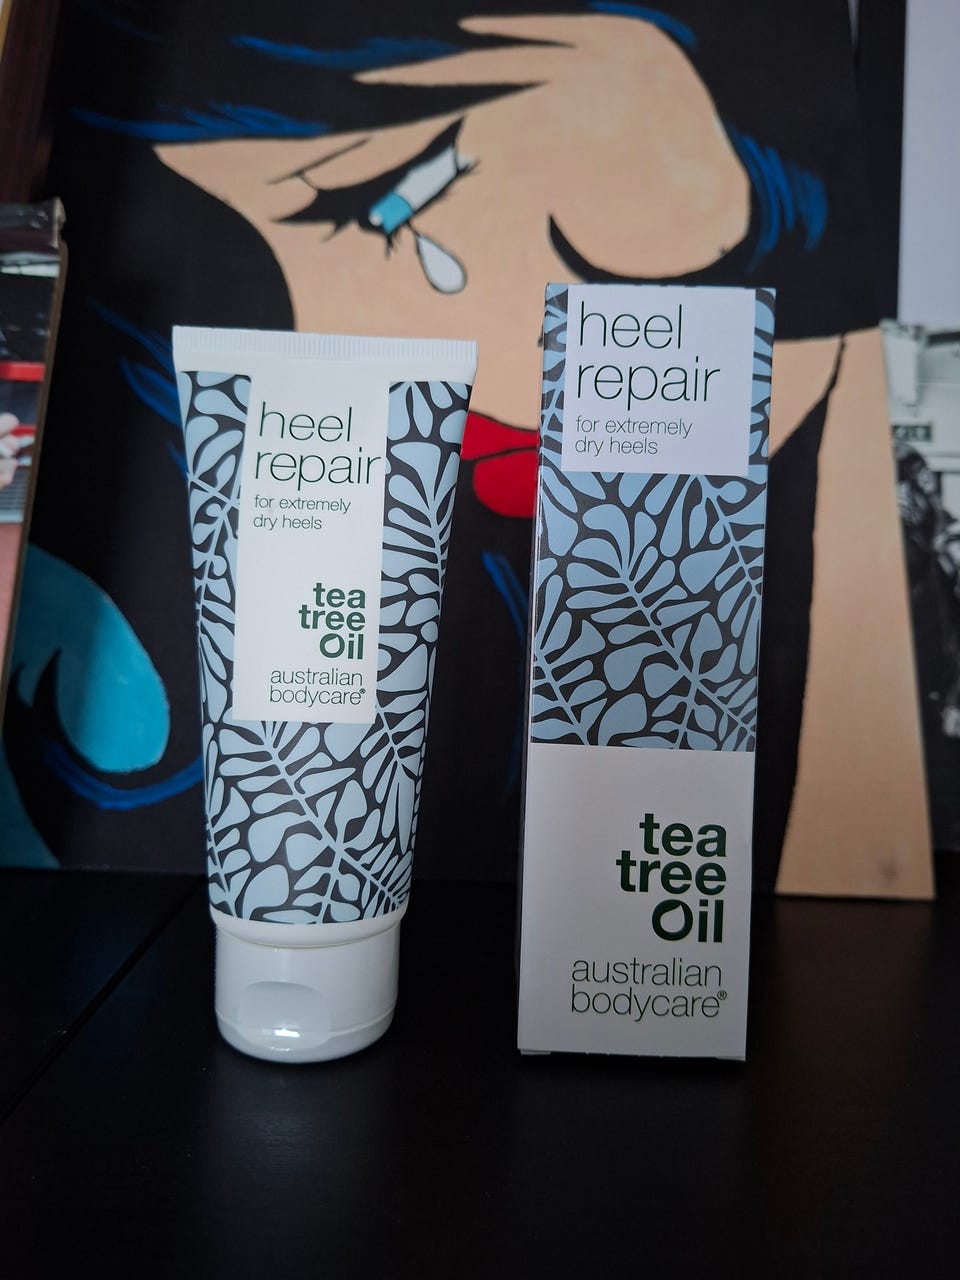 heel
repair
for extremely
dry heels
tea
tree
Oil
australian
bodycare®
heel
repair
for extremely
dry heels
tea
tree
Oil
australian
bodycare®